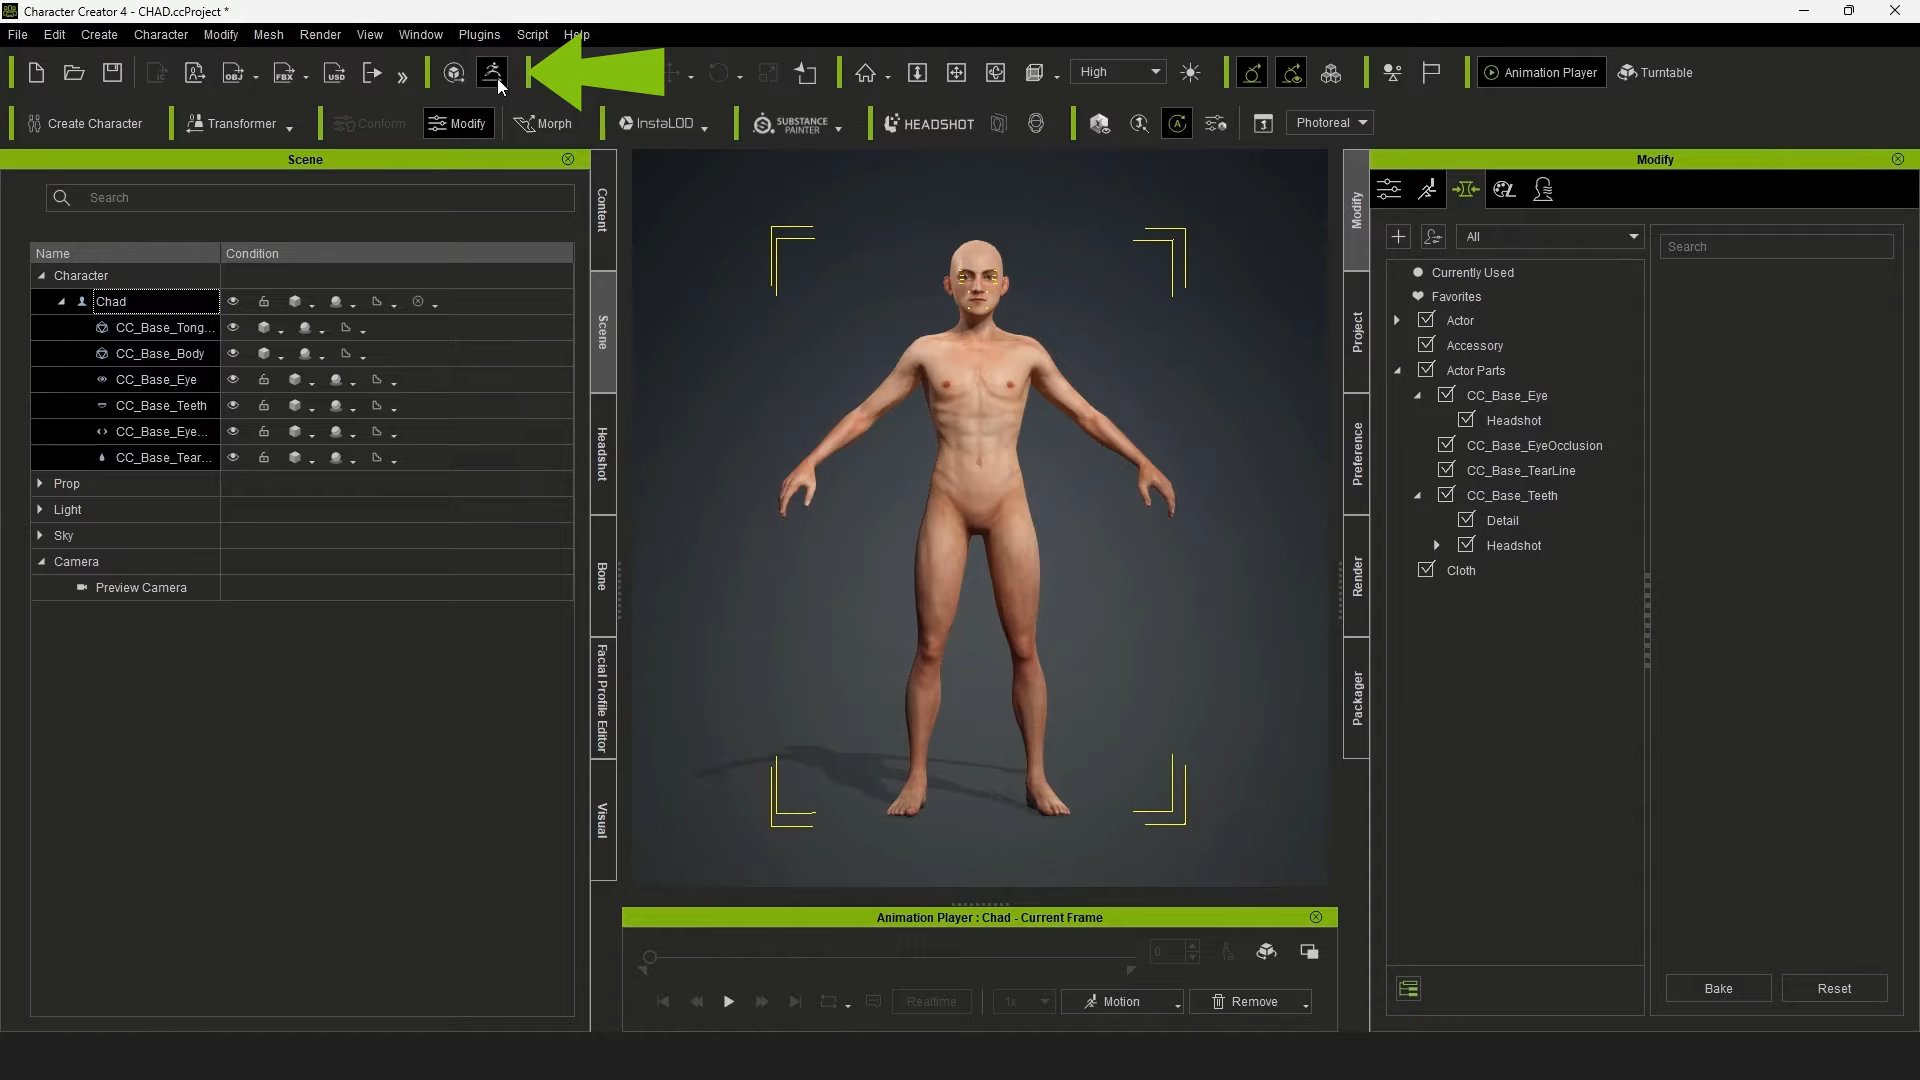 Character Creator 4 - CHAD.ccProject *
File Edit Create Character Modify Mesh Render View Window Plugins Script Help
OBJ FBX USD » High Animation Player Turntable
Create Character Transformer Conform Modify Morph InstaLOD SUBSTANCE PAINTER HEADSHOT A Photoreal
Scene
Search
Name Condition
Character
Chad
CC_Base_Tong...
CC_Base_Body
CC_Base_Eye
CC_Base_Teeth
CC_Base_Eye...
CC_Base_Tear...
Prop
Light
Sky
Camera
Preview Camera
Content
Scene
Headshot
Bone
Facial Profile Editor
Visual
Animation Player : Chad - Current Frame
0
Realtime 1x Motion Remove
Modify
Project
Preference
Render
Packager
Modify
All
Search
Currently Used
Favorites
Actor
Accessory
Actor Parts
CC_Base_Eye
Headshot
CC_Base_EyeOcclusion
CC_Base_TearLine
CC_Base_Teeth
Detail
Headshot
Cloth
Bake Reset